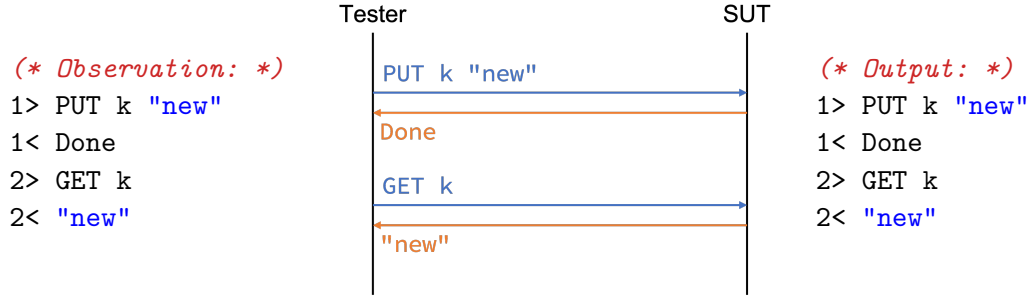 Tester
SUT
(* Observation: *)
1> PUT k "new"
1< Done
2> GET k
2< "new"
PUT k "new"
Done
GET k
"new"
(* Output: *)
1> PUT k "new"
1< Done
2> GET k
2< "new"